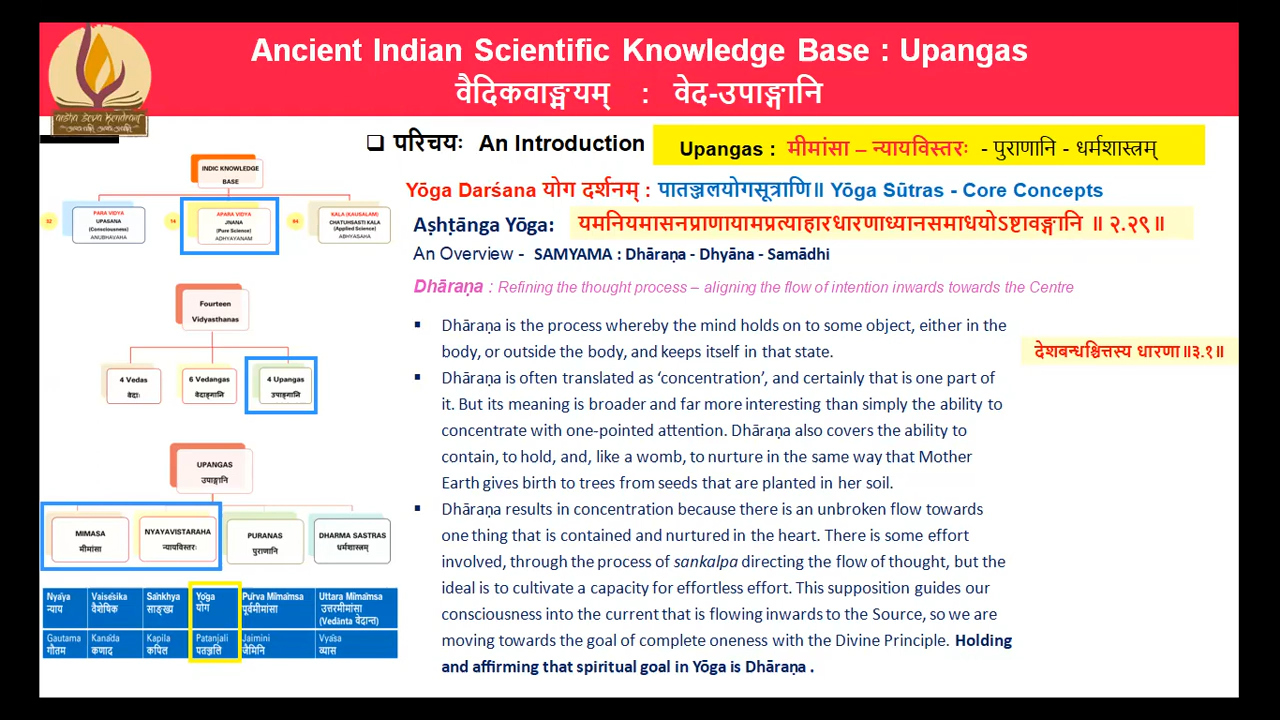 Ancient Indian Scientific Knowledge Base : Upangas
वैदिकवाङ्मयम् : वेद-उपाङ्गानि
arsha seva kendram
परिचयः An Introduction
Upangas : मीमांसा – न्यायविस्तरः - पुराणानि - धर्मशास्त्रम्
Yōga Darśana योग दर्शनम् : पातञ्जलयोगसूत्राणि॥ Yōga Sūtras - Core Concepts
Aṣhṭānga Yōga: यमनियमासनप्राणायामप्रत्याहारधारणाध्यानसमाधयोऽष्टावङ्गानि ॥ २.२९॥
An Overview - SAMYAMA : Dhāraṇa - Dhyāna - Samādhi
Dhāraṇa : Refining the thought process – aligning the flow of intention inwards towards the Centre
Dhāraṇa is the process whereby the mind holds on to some object, either in the
body, or outside the body, and keeps itself in that state.
देशबन्धश्चित्तस्य धारणा॥३.१॥
Dhāraṇa is often translated as ‘concentration’, and certainly that is one part of
it. But its meaning is broader and far more interesting than simply the ability to
concentrate with one-pointed attention. Dhāraṇa also covers the ability to
contain, to hold, and, like a womb, to nurture in the same way that Mother
Earth gives birth to trees from seeds that are planted in her soil.
Dhāraṇa results in concentration because there is an unbroken flow towards
one thing that is contained and nurtured in the heart. There is some effort
involved, through the process of sankalpa directing the flow of thought, but the
ideal is to cultivate a capacity for effortless effort. This supposition guides our
consciousness into the current that is flowing inwards to the Source, so we are
moving towards the goal of complete oneness with the Divine Principle. Holding
and affirming that spiritual goal in Yōga is Dhāraṇa .
INDIC KNOWLEDGE
BASE
32
PARA VIDYA
UPASANA
(Consciousness)
ANUBHAVAHA
14
APARA VIDYA
JNANA
(Pure Science)
ADHYAYANAM
64
KALA (KAUSALAM)
CHATUHSASTI KALA
(Applied Science)
ABHYASAHA
Fourteen
Vidyasthanas
4 Vedas
वेदाः
6 Vedangas
वेदाङ्गानि
4 Upangas
उपाङ्गानि
UPANGAS
उपाङ्गानि
MIMASA
मीमांसा
NYAYAVISTARAHA
न्यायविस्तरः
PURANAS
पुराणानि
DHARMA SASTRAS
धर्मशास्त्रम्
Nyāya Vaiśeśika Sānkhya Yōga Pūrva Mīmāmsa Uttara Mīmāmsa
न्याय वैशेषिक साङ्ख्य योग पूर्वमीमांसा उत्तरमीमांसा
(Vedānta वेदान्त)
Gautama Kanāda Kapila Patanjali Jaimini Vyāsa
गौतम कणाद कपिल पतञ्जलि जैमिनि व्यास